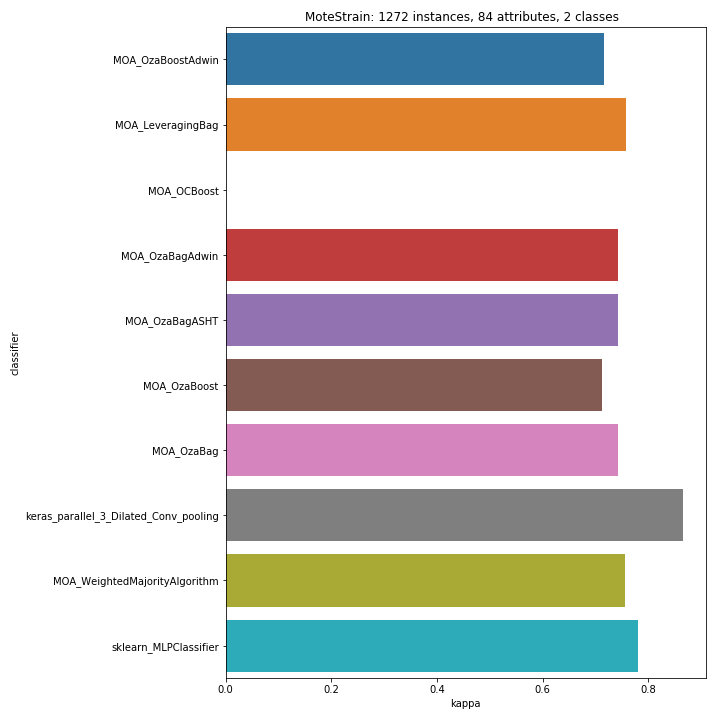 MoteStrain: 1272 instances, 84 attributes, 2 classes
classifier
MOA_OzaBoostAdwin
MOA_LeveragingBag
MOA_OCBoost
MOA_OzaBagAdwin
MOA_OzaBagASHT
MOA_OzaBoost
MOA_OzaBag
keras_parallel_3_Dilated_Conv_pooling
MOA_WeightedMajorityAlgorithm
sklearn_MLPClassifier
0.0 0.2 0.4 0.6 0.8
kappa